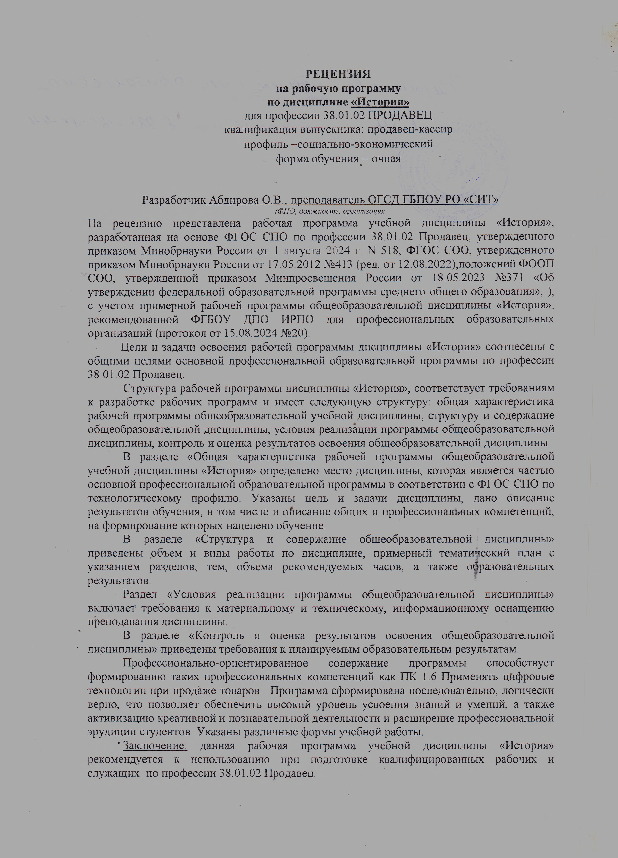 РЕЦЕНЗИЯ
на рабочую программу
по дисциплине «История»
для профессии 38.01.02 ПРОДАВЕЦ
квалификация выпускника: продавец-кассир
профиль –социально-экономический
форма обучения очная
Разработчик Абдирова О.В., преподаватель ОГСД ГБПОУ РО «СИТ»
На рецензию представлена рабочая программа учебной дисциплины «История»,
разработанная на основе ФГОС СПО по профессии 38.01.02 Продавец, утвержденного
приказом Минобрнауки России от 1 августа 2024 г. N 518, ФГОС СОО, утвержденного
приказом Минобрнауки России от 17.05.2012 №413 (ред. от 12.08.2022),положений ФООП
СОО, утвержденной приказом Минпросвещения России от 18.05.2023 №371 «Об
утверждении федеральной образовательной программы среднего общего образования», ),
с учетом примерной рабочей программы общеобразовательной дисциплины «История»,
рекомендованной ФГБОУ ДПО ИРПО для профессиональных образовательных
организаций (протокол от 15.08.2024 №20)
Цели и задачи освоения рабочей программы дисциплины «История» соотнесены с
общими целями основной профессиональной образовательной программы по профессии
38.01.02 Продавец.
Структура рабочей программы дисциплины «История», соответствует требованиям
к разработке рабочих программ и имеет следующую структуру: общая характеристика
рабочей программы общеобразовательной учебной дисциплины, структуру и содержание
общеобразовательной дисциплины, условия реализации программы общеобразовательной
дисциплины, контроль и оценка результатов освоения общеобразовательной дисциплины
В разделе «Общая характеристика рабочей программы общеобразовательной
учебной дисциплины «История» определено место дисциплины, которая является частью
основной профессиональной образовательной программы в соответствии с ФГОС СПО по
технологическому профилю. Указаны цель и задачи дисциплины, дано описание
результатов обучения, в том числе и описание общих и профессиональных компетенций,
на формирование которых нацелено обучение
В разделе «Структура и содержание общеобразовательной дисциплины»
приведены объем и виды работы по дисциплине, примерный тематический план с
указанием разделов, тем, объема рекомендуемых часов, а также образовательных
результатов.
Раздел «Условия реализации программы общеобразовательной дисциплины»
включает требования к материальному и техническому, информационному оснащению
преподавания дисциплины.
В разделе «Контроль и оценка результатов освоения общеобразовательной
дисциплины» приведены требования к планируемым образовательным результатам
Профессионально-ориентированное содержание программы способствует
формированию таких профессиональных компетенций как ПК 1.6 Применять цифровые
технологии при продаже товаров. Программа сформирована последовательно, логически
верно, что позволяет обеспечить высокий уровень усвоения знаний и умений, а также
активизацию креативной и познавательной деятельности и расширение профессиональной
эрудиции студентов. Указаны различные формы учебной работы.
Заключение: данная рабочая программа учебной дисциплины «История»
рекомендуется к использованию при подготовке квалифицированных рабочих и
служащих по профессии 38.01.02 Продавец.